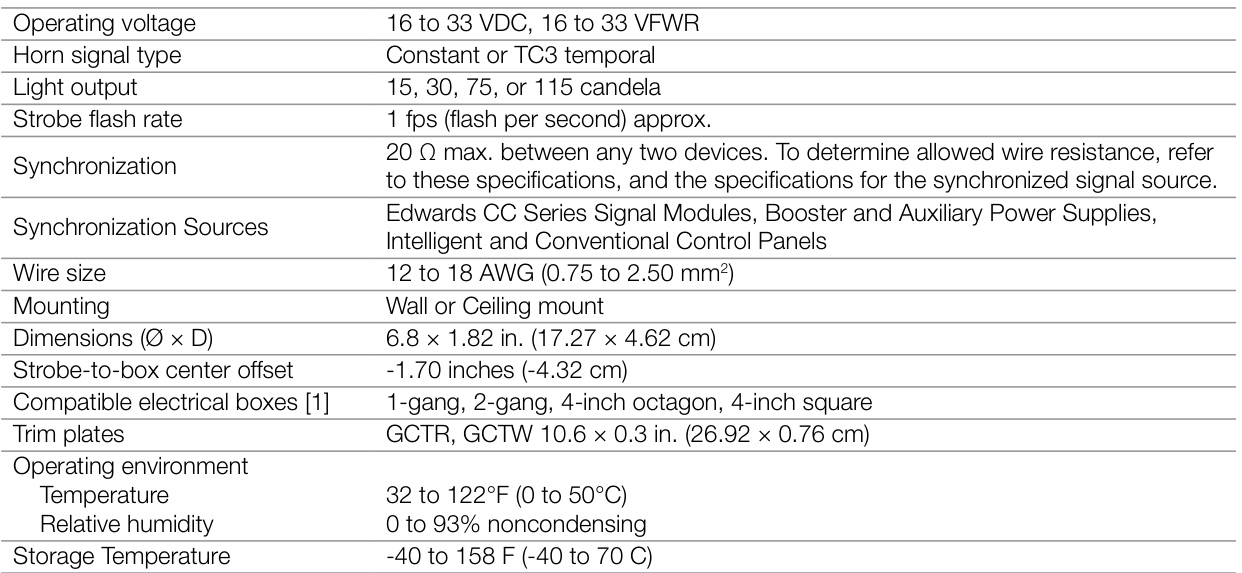 Operating voltage 16 to 33 VDC, 16 to 33 VFWR
Horn signal type Constant or TC3 temporal
Light output 15, 30, 75, or 115 candela
Strobe flash rate 1 fps (flash per second) approx.
Synchronization 20 Ω max. between any two devices. To determine allowed wire resistance, refer
to these specifications, and the specifications for the synchronized signal source.
Synchronization Sources Edwards CC Series Signal Modules, Booster and Auxiliary Power Supplies,
Intelligent and Conventional Control Panels
Wire size 12 to 18 AWG (0.75 to 2.50 mm²)
Mounting Wall or Ceiling mount
Dimensions (Ø × D) 6.8 × 1.82 in. (17.27 × 4.62 cm)
Strobe-to-box center offset -1.70 inches (-4.32 cm)
Compatible electrical boxes [1] 1-gang, 2-gang, 4-inch octagon, 4-inch square
Trim plates GCTR, GCTW 10.6 × 0.3 in. (26.92 × 0.76 cm)
Operating environment
Temperature 32 to 122°F (0 to 50°C)
Relative humidity 0 to 93% noncondensing
Storage Temperature -40 to 158 F (-40 to 70 C)